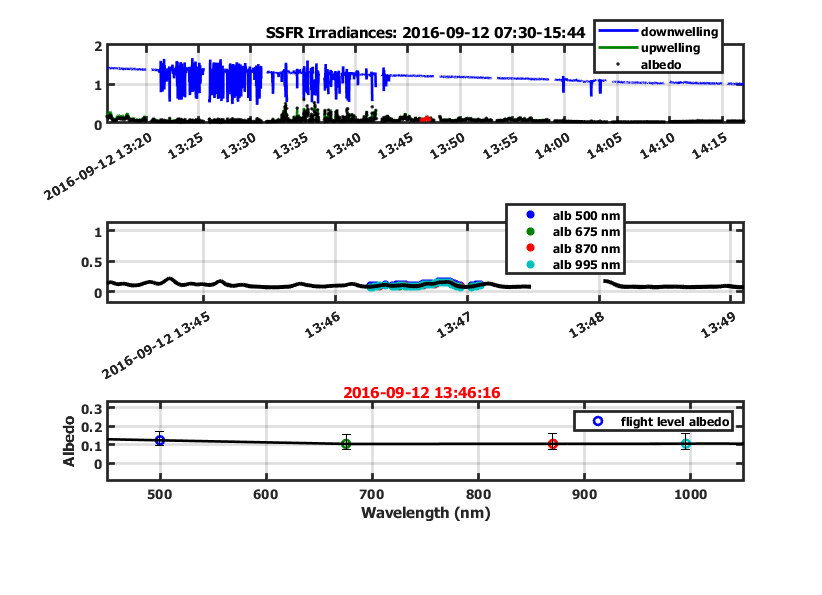 SSFR Irradiances: 2016-09-12 07:30-15:44
downwelling
upwelling
albedo
2
1
0
2016-09-12 13:20 13:25 13:30 13:35 13:40 13:45 13:50 13:55 14:00 14:05 14:10 14:15
alb 500 nm
alb 675 nm
alb 870 nm
alb 995 nm
1
0.5
0
2016-09-12 13:45 13:46 13:47 13:48 13:49
2016-09-12 13:46:16
flight level albedo
Albedo
0.3
0.2
0.1
0
500 600 700 800 900 1000
Wavelength (nm)